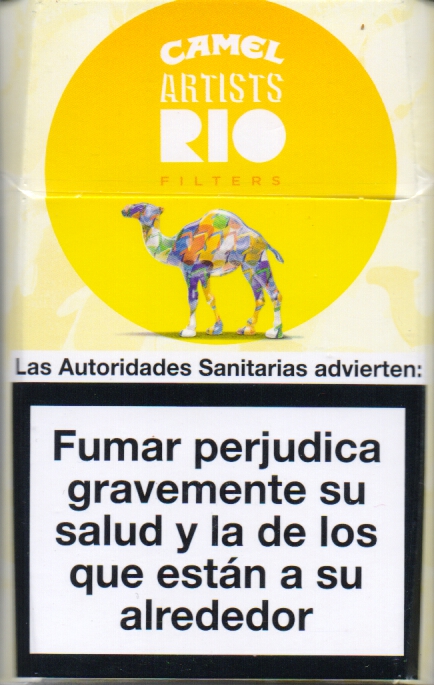 CAMEL
ARTISTS
RIO
FILTERS
Las Autoridades Sanitarias advierten:
Fumar perjudica
gravemente su
salud y la de los
que están a su
alrededor